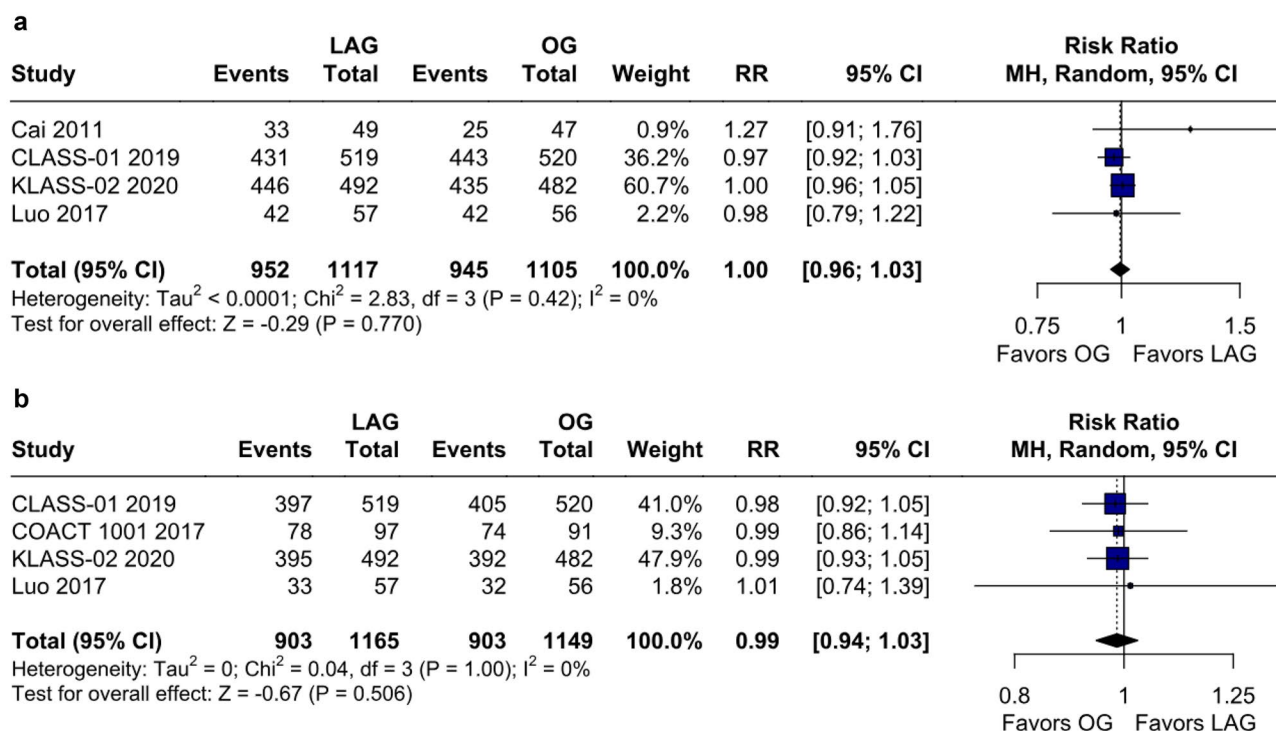 a
LAG OG Risk Ratio
Study Events Total Events Total Weight RR 95% CI MH, Random, 95% CI
Cai 2011 33 49 25 47 0.9% 1.27 [0.91; 1.76]
CLASS-01 2019 431 519 443 520 36.2% 0.97 [0.92; 1.03]
KLASS-02 2020 446 492 435 482 60.7% 1.00 [0.96; 1.05]
Luo 2017 42 57 42 56 2.2% 0.98 [0.79; 1.22]
Total (95% CI) 952 1117 945 1105 100.0% 1.00 [0.96; 1.03]
Heterogeneity: Tau² < 0.0001; Chi² = 2.83, df = 3 (P = 0.42); I² = 0%
Test for overall effect: Z = -0.29 (P = 0.770)
0.75 1 1.5
Favors OG Favors LAG
b
LAG OG Risk Ratio
Study Events Total Events Total Weight RR 95% CI MH, Random, 95% CI
CLASS-01 2019 397 519 405 520 41.0% 0.98 [0.92; 1.05]
COACT 1001 2017 78 97 74 91 9.3% 0.99 [0.86; 1.14]
KLASS-02 2020 395 492 392 482 47.9% 0.99 [0.93; 1.05]
Luo 2017 33 57 32 56 1.8% 1.01 [0.74; 1.39]
Total (95% CI) 903 1165 903 1149 100.0% 0.99 [0.94; 1.03]
Heterogeneity: Tau² = 0; Chi² = 0.04, df = 3 (P = 1.00); I² = 0%
Test for overall effect: Z = -0.67 (P = 0.506)
0.8 1 1.25
Favors OG Favors LAG